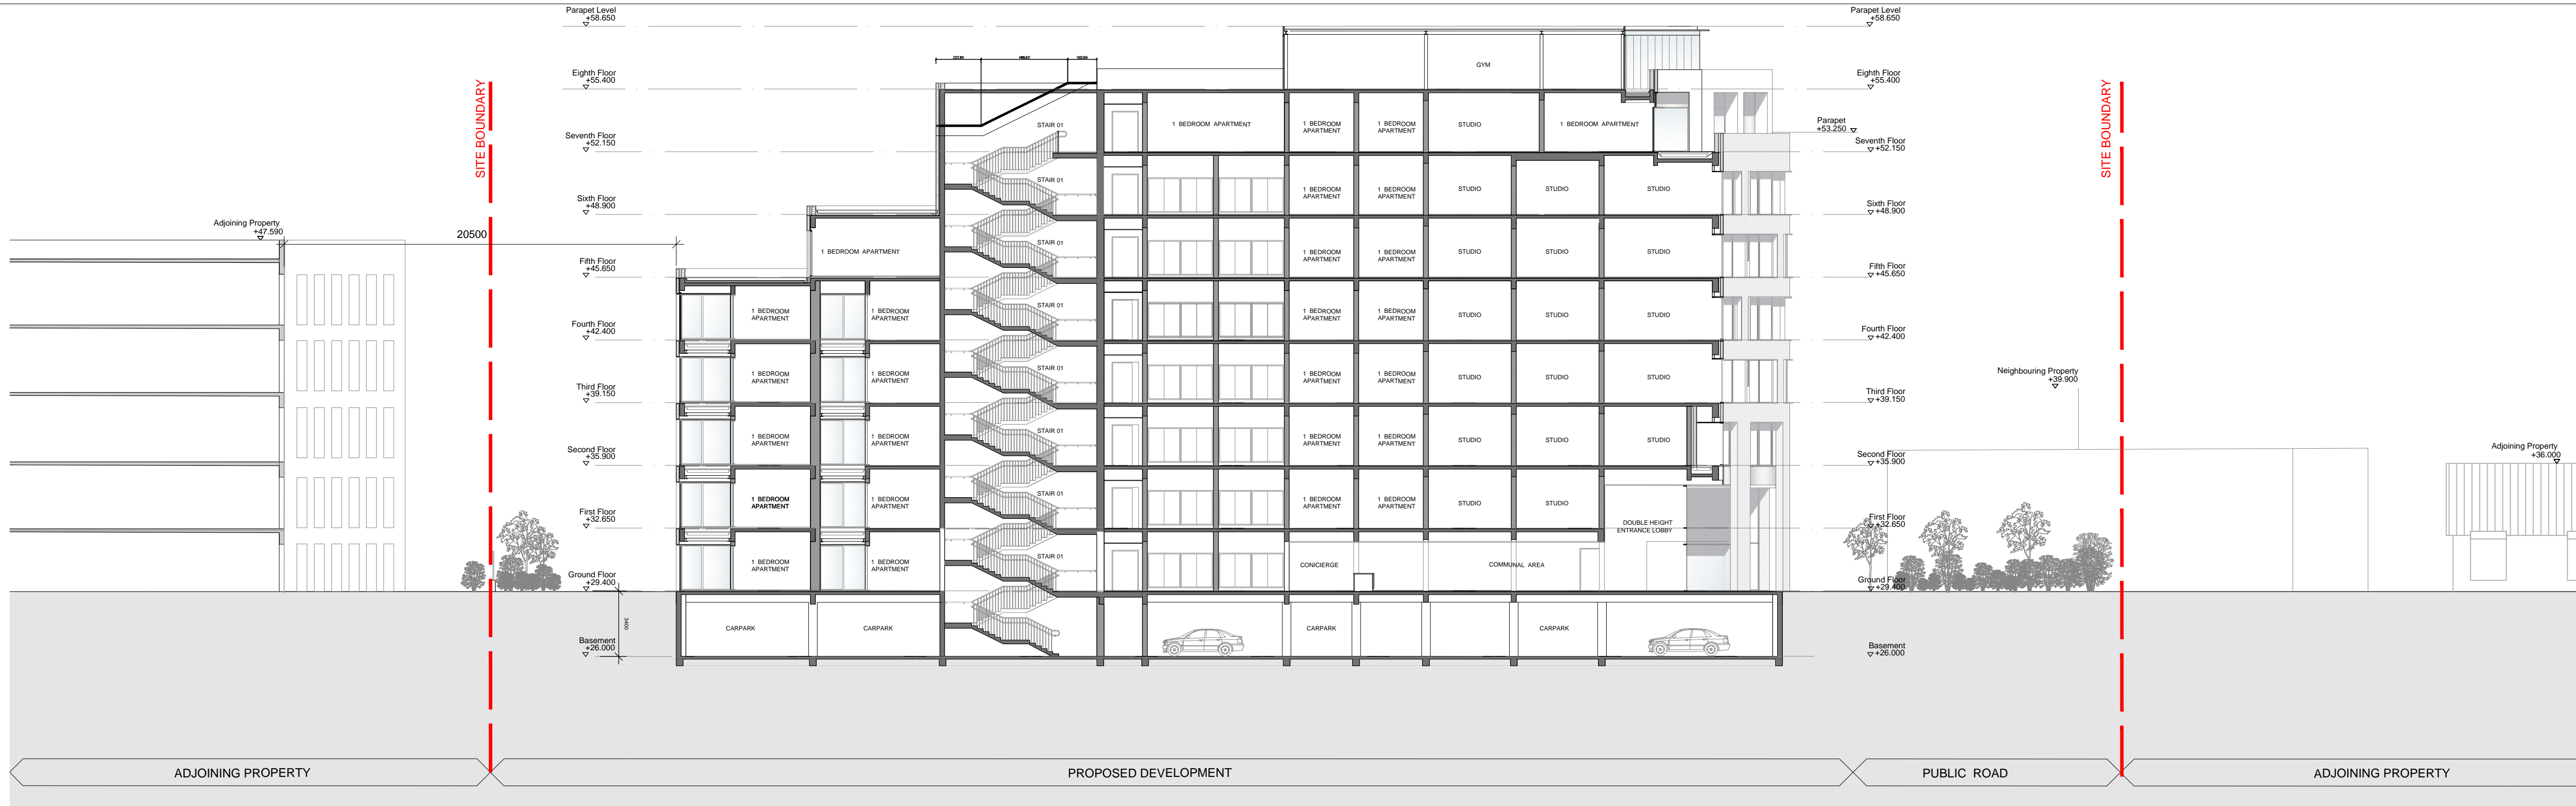 Parapet Level
+58.650
Parapet Level
+58.650
GYM
Eighth Floor
+55.400
Eighth Floor
+55.400
SITE BOUNDARY
SITE BOUNDARY
STAIR 01
1 BEDROOM APARTMENT
1 BEDROOM
APARTMENT
1 BEDROOM
APARTMENT
STUDIO
1 BEDROOM APARTMENT
Parapet
+53.250
Seventh Floor
+52.150
Seventh Floor
+52.150
STAIR 01
1 BEDROOM
APARTMENT
1 BEDROOM
APARTMENT
STUDIO
STUDIO
STUDIO
Sixth Floor
+48.900
Sixth Floor
+48.900
Adjoining Property
+47.590
20500
1 BEDROOM APARTMENT
STAIR 01
1 BEDROOM
APARTMENT
1 BEDROOM
APARTMENT
STUDIO
STUDIO
STUDIO
Fifth Floor
+45.650
Fifth Floor
+45.650
1 BEDROOM
APARTMENT
1 BEDROOM
APARTMENT
STAIR 01
1 BEDROOM
APARTMENT
1 BEDROOM
APARTMENT
STUDIO
STUDIO
STUDIO
Fourth Floor
+42.400
Fourth Floor
+42.400
1 BEDROOM
APARTMENT
1 BEDROOM
APARTMENT
STAIR 01
1 BEDROOM
APARTMENT
1 BEDROOM
APARTMENT
STUDIO
STUDIO
STUDIO
Neighbouring Property
+39.900
Third Floor
+39.150
Third Floor
+39.150
1 BEDROOM
APARTMENT
1 BEDROOM
APARTMENT
STAIR 01
1 BEDROOM
APARTMENT
1 BEDROOM
APARTMENT
STUDIO
STUDIO
STUDIO
Adjoining Property
+36.000
Second Floor
+35.900
Second Floor
+35.900
1 BEDROOM
APARTMENT
1 BEDROOM
APARTMENT
STAIR 01
1 BEDROOM
APARTMENT
1 BEDROOM
APARTMENT
STUDIO
STUDIO
First Floor
+32.650
First Floor
+32.650
DOUBLE HEIGHT
ENTRANCE LOBBY
1 BEDROOM
APARTMENT
1 BEDROOM
APARTMENT
STAIR 01
CONICIERGE
COMMUNAL AREA
Ground Floor
+29.400
Ground Floor
+29.400
3400
CARPARK
CARPARK
CARPARK
CARPARK
Basement
+26.000
Basement
+26.000
ADJOINING PROPERTY
PROPOSED DEVELOPMENT
PUBLIC ROAD
ADJOINING PROPERTY